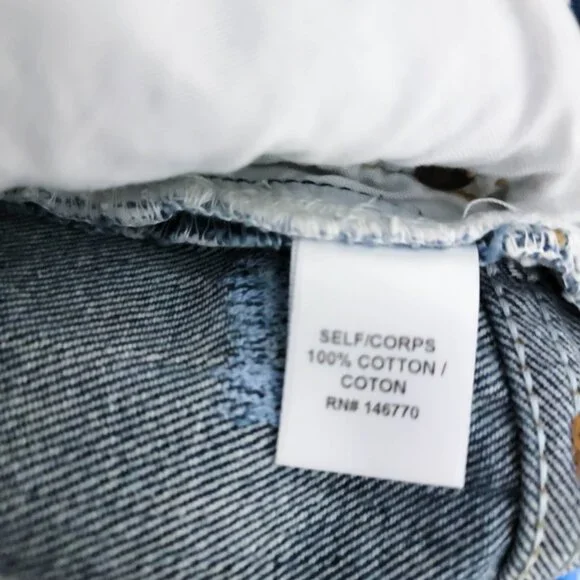 SELF/CORPS
100% COTTON /
COTON
RN# 146770